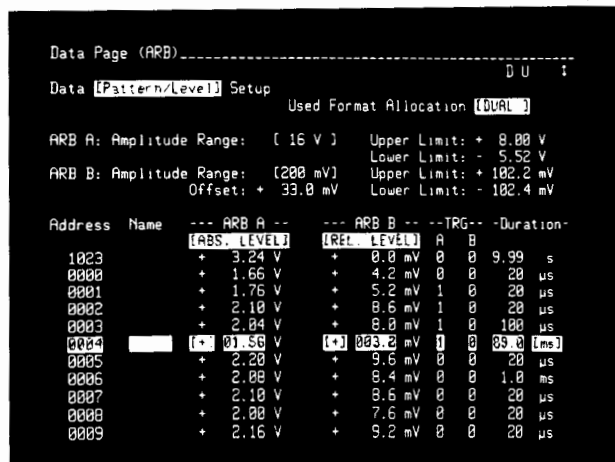 Data Page (ARB)
D U ↕
Data [Pattern/Level] Setup
Used Format Allocation [DUAL ]
ARB A: Amplitude Range: [ 16 V ] Upper Limit: + 8.00 V
Lower Limit: - 5.52 V
ARB B: Amplitude Range: [200 mV] Upper Limit: + 102.2 mV
Offset: + 33.0 mV Lower Limit: - 102.4 mV
Address Name --- ARB A -- --- ARB B -- --TRG-- -Duration-
[ABS. LEVEL] [REL. LEVEL] A B
1023 + 3.24 V + 0.0 mV 0 0 9.99 s
0000 + 1.66 V + 4.2 mV 0 0 20 µs
0001 + 1.76 V + 5.2 mV 1 0 20 µs
0002 + 2.10 V + 8.6 mV 1 0 20 µs
0003 + 2.04 V + 8.0 mV 1 0 100 µs
0004 [+] 01.56 V [+] 003.2 mV 1 0 89.0 [ms]
0005 + 2.20 V + 9.6 mV 0 0 20 µs
0006 + 2.08 V + 8.4 mV 0 0 1.0 ms
0007 + 2.10 V + 8.6 mV 0 0 20 µs
0008 + 2.00 V + 7.6 mV 0 0 20 µs
0009 + 2.16 V + 9.2 mV 0 0 20 µs